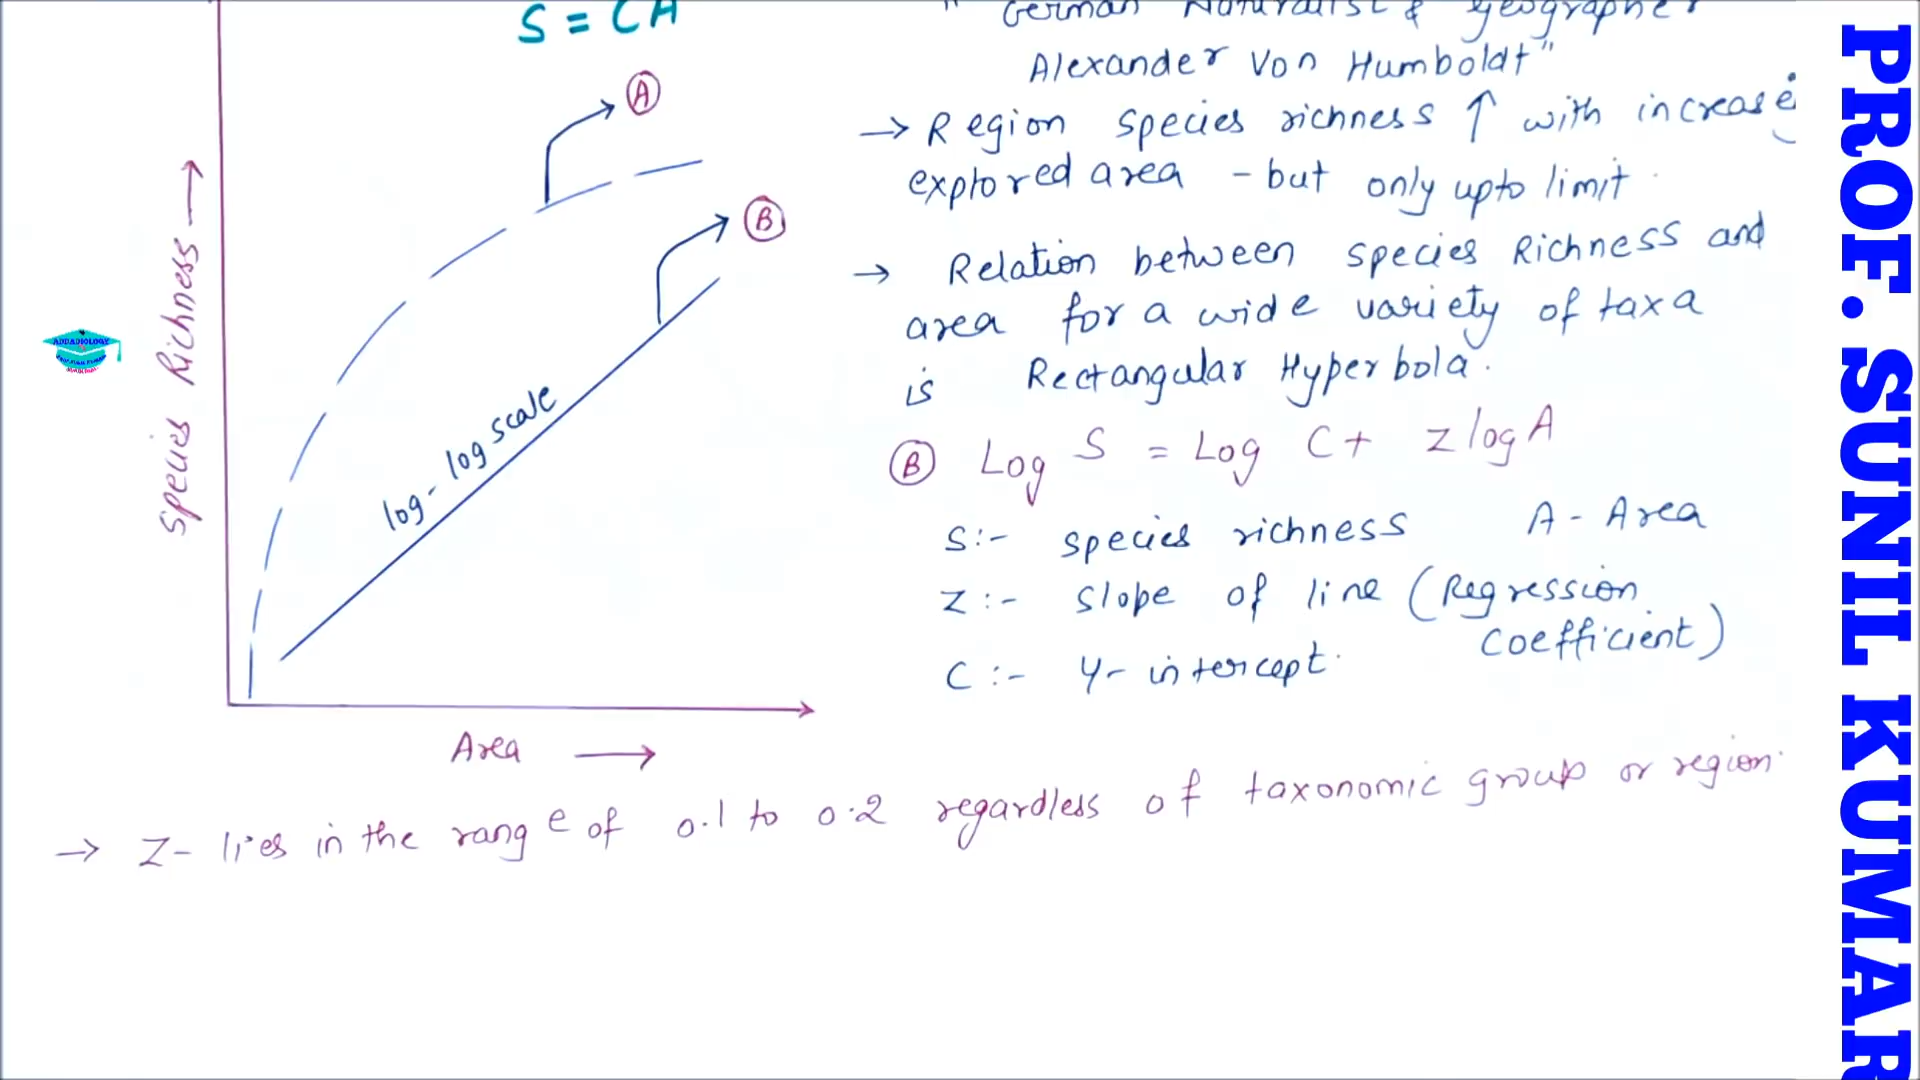 S = CA
" German Naturalist & Geographer
Alexander Von Humboldt"
→ Region species richness ↑ with increase
explored area - but only upto limit
→ Relation between species Richness and
area for a wide variety of taxa
is Rectangular Hyperbola.
Ⓑ Log S = Log C + Z log A
S:- species richness A - Area
Z:- slope of line (Regression
coefficient)
C:- Y-intercept.
Ⓐ
Ⓑ
log-log scale
Species Richness →
Area →
→ Z- lies in the range of 0.1 to 0.2 regardless of taxonomic group or region.
PROF. SUNIL KUMAR